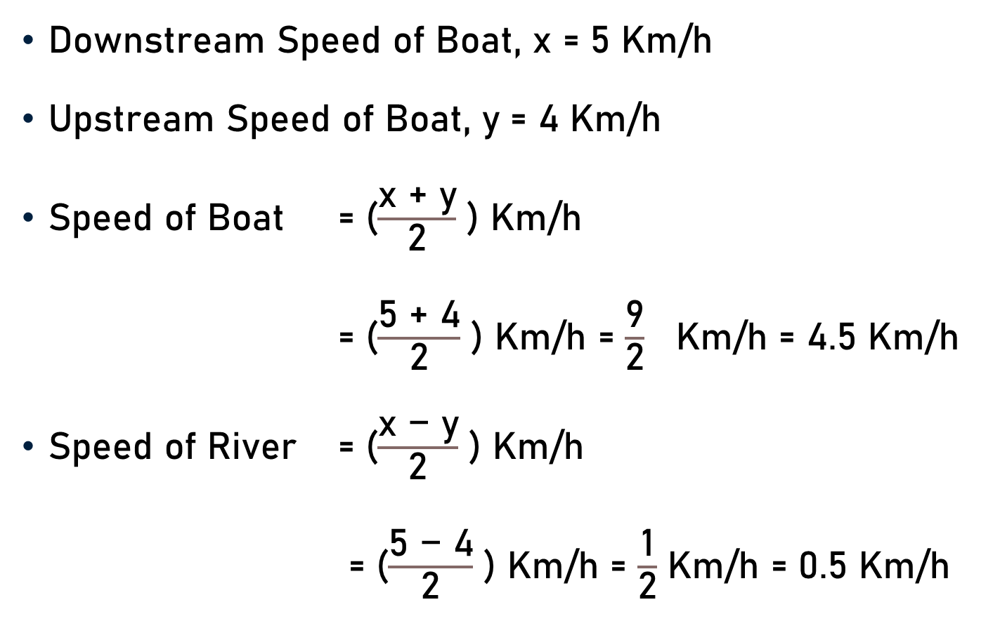 • Downstream Speed of Boat, x = 5 Km/h
• Upstream Speed of Boat, y = 4 Km/h
• Speed of Boat = (\frac{x + y}{2}) Km/h
= (\frac{5 + 4}{2}) Km/h = \frac{9}{2} Km/h = 4.5 Km/h
• Speed of River = (\frac{x − y}{2}) Km/h
= (\frac{5 − 4}{2}) Km/h = \frac{1}{2} Km/h = 0.5 Km/h